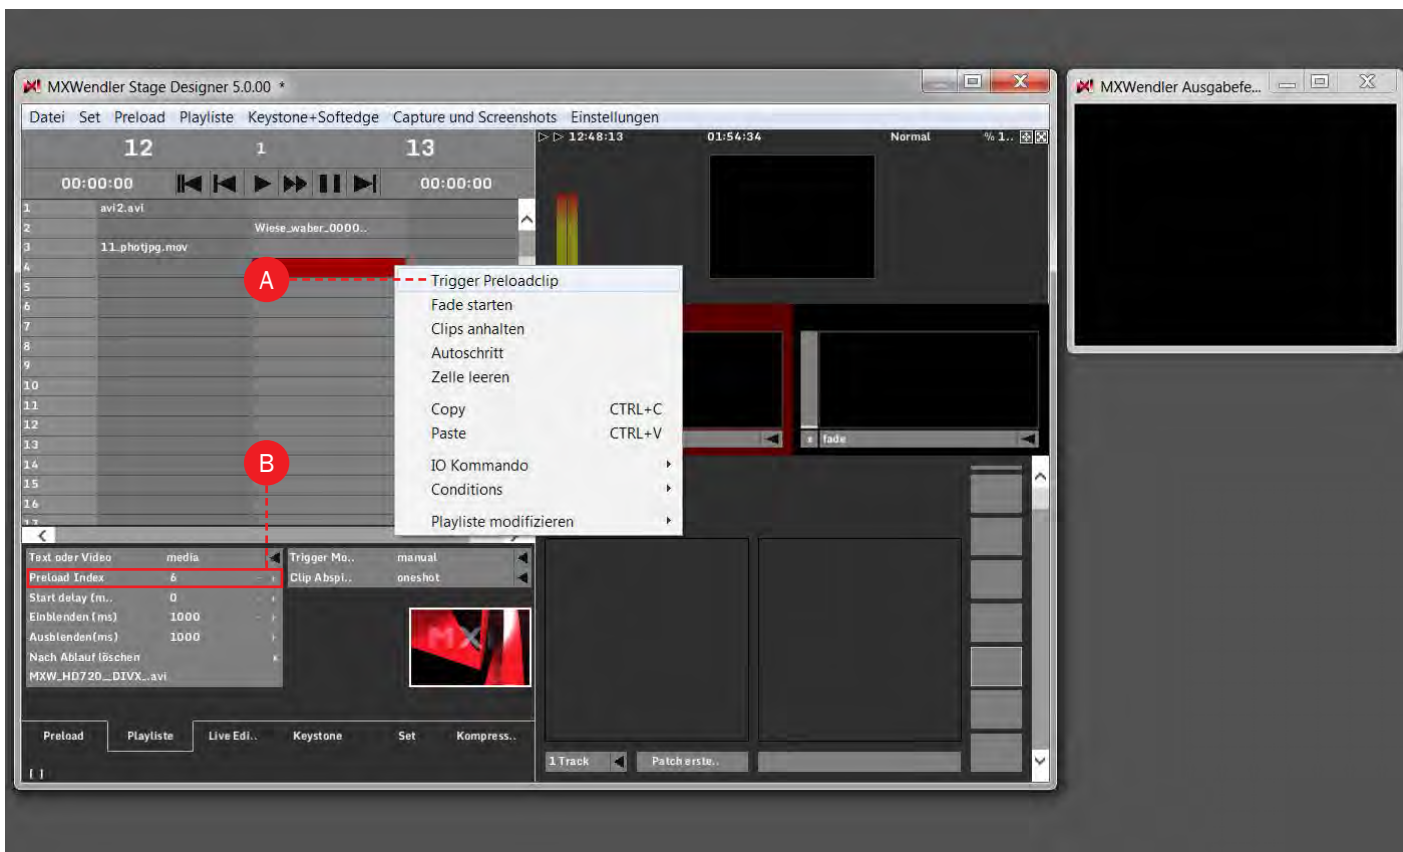 MXWendler Stage Designer 5.0.00 *
MXWendler Ausgabefe...
Datei Set Preload Playliste Keystone+Softedge Capture und Screenshots Einstellungen
12 1 13
12:48:13 01:54:34 Normal % 1..
00:00:00 00:00:00
1 avi2.avi
2 Wiese_waber_0000..
3 11_photjpg.mov
4
5
6
7
8
9
10
11
12
13
14
15
16
17
A
B
Trigger Preloadclip
Fade starten
Clips anhalten
Autoschritt
Zelle leeren
Copy CTRL+C
Paste CTRL+V
IO Kommando
Conditions
Playliste modifizieren
fade
Text oder Video media Trigger Mo.. manual
Preload Index 6 Clip Abspi.. oneshot
Start delay (m.. 0
Einblenden (ms) 1000
Ausblenden(ms) 1000
Nach Ablauf löschen
MXW_HD720__DIVX_.avi
MX
Preload Playliste Live Edi.. Keystone Set Kompress..
[ ]
1 Track Patch erste..